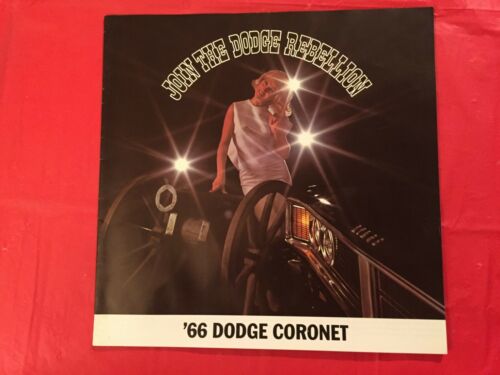 JOIN THE DODGE REBELLION
'66 DODGE CORONET